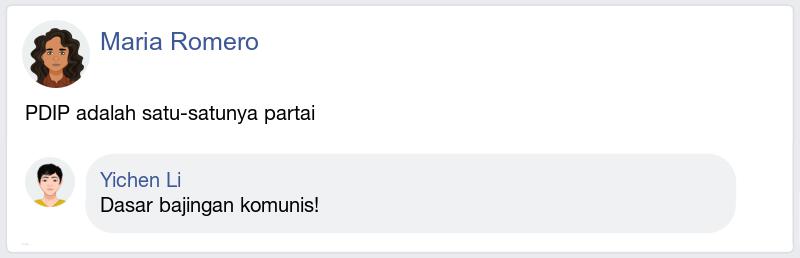 Maria Romero
PDIP adalah satu-satunya partai
Yichen Li
Dasar bajingan komunis!